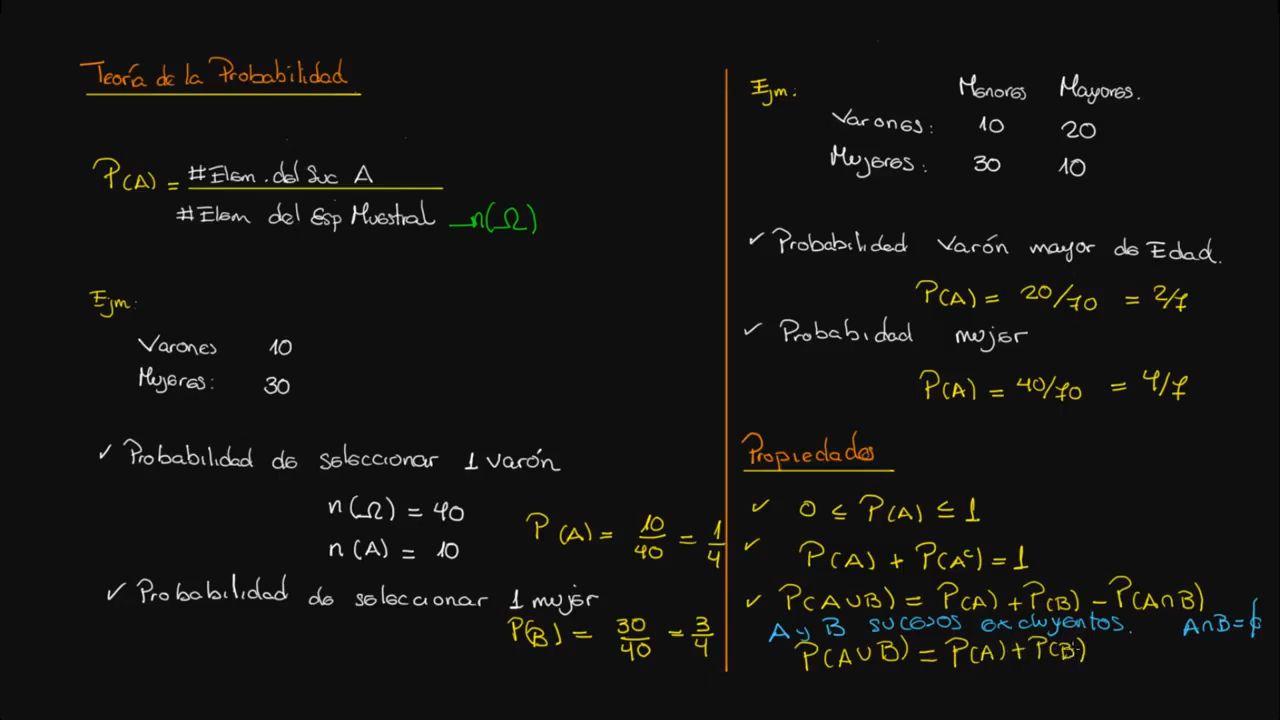 Teoría de la Probabilidad
P(A) = #Elem. del Suc A
#Elem del Esp Muestral n(Ω)
Ejm:
Varones 10
Mujeres: 30
✓ Probabilidad de seleccionar 1 varón
n(Ω) = 40
n(A) = 10
P(A) = 10/40 = 1/4
✓ Probabilidad de seleccionar 1 mujer
P(B) = 30/40 = 3/4
Ejm:
Menores Mayores.
Varones: 10 20
Mujeres: 30 10
✓ Probabilidad Varón mayor de Edad.
P(A) = 20/70 = 2/7
✓ Probabidad mujer
P(A) = 40/70 = 4/7
Propiedades
✓ 0 ≤ P(A) ≤ 1
✓ P(A) + P(Aᶜ) = 1
✓ P(A∪B) = P(A) + P(B) - P(A∩B)
A y B sucesos excluyentes. A∩B = ϕ
P(A∪B) = P(A) + P(B)